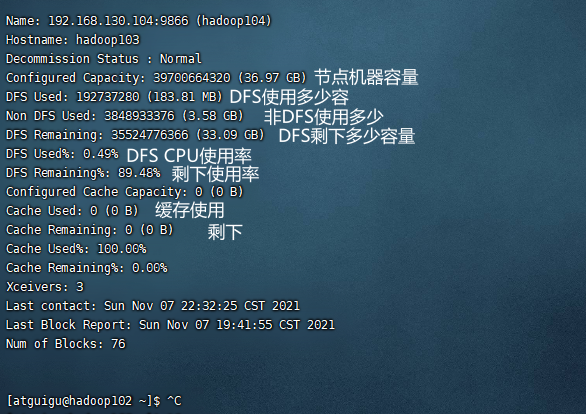 Name: 192.168.130.104:9866 (hadoop104)
Hostname: hadoop103
Decommission Status : Normal
Configured Capacity: 39700664320 (36.97 GB) 节点机器容量
DFS Used: 192737280 (183.81 MB) DFS使用多少容
Non DFS Used: 3848933376 (3.58 GB) 非DFS使用多少
DFS Remaining: 35524776366 (33.09 GB) DFS剩下多少容量
DFS Used%: 0.49% DFS CPU使用率
DFS Remaining%: 89.48% 剩下使用率
Configured Cache Capacity: 0 (0 B)
Cache Used: 0 (0 B) 缓存使用
Cache Remaining: 0 (0 B) 剩下
Cache Used%: 100.00%
Cache Remaining%: 0.00%
Xceivers: 3
Last contact: Sun Nov 07 22:32:25 CST 2021
Last Block Report: Sun Nov 07 19:41:55 CST 2021
Num of Blocks: 76
[atguigu@hadoop102 ~]$ ^C